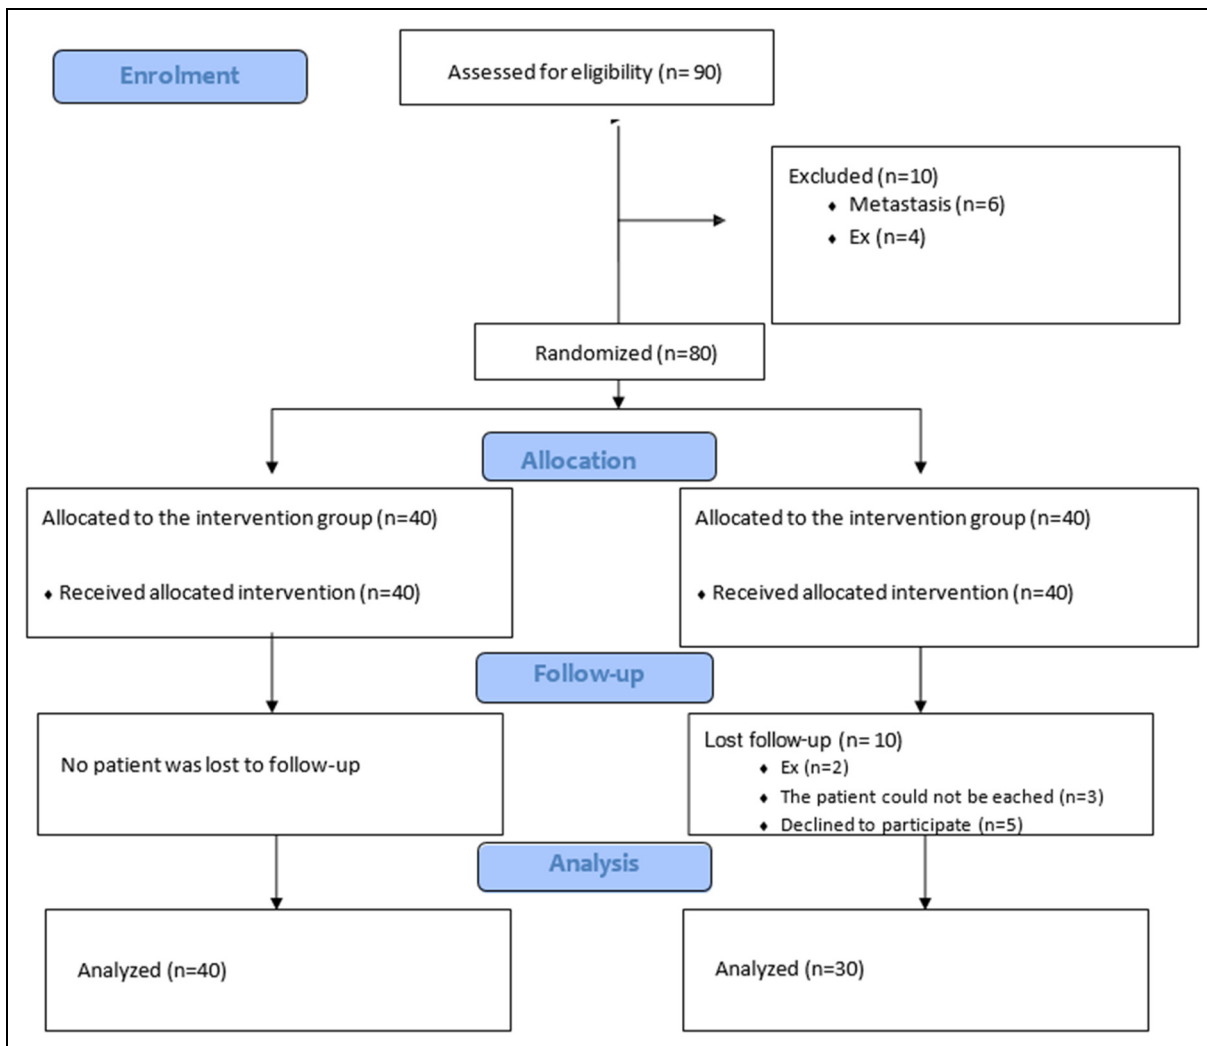 Enrolment
Assessed for eligibility (n= 90)
Excluded (n=10)
♦ Metastasis (n=6)
♦ Ex (n=4)
Randomized (n=80)
Allocation
Allocated to the intervention group (n=40)
♦ Received allocated intervention (n=40)
Allocated to the intervention group (n=40)
♦ Received allocated intervention (n=40)
Follow-up
No patient was lost to follow-up
Lost follow-up (n= 10)
♦ Ex (n=2)
♦ The patient could not be eached (n=3)
♦ Declined to participate (n=5)
Analysis
Analyzed (n=40)
Analyzed (n=30)